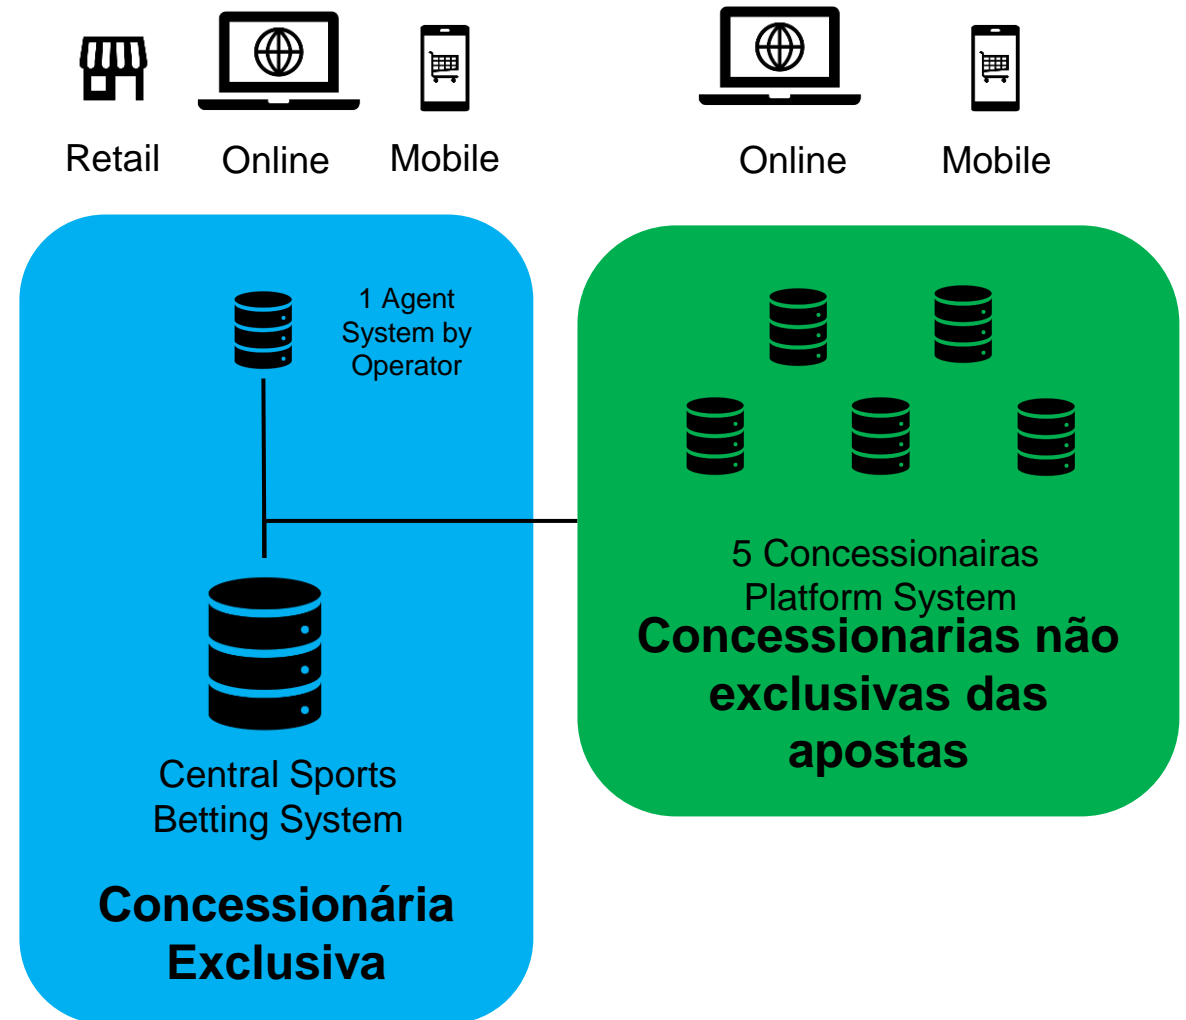 Retail
Online
Mobile
Online
Mobile
1 Agent
System by
Operator
Central Sports
Betting System
Concessionária
Exclusiva
5 Concessionairas
Platform System
Concessionarias não
exclusivas das
apostas